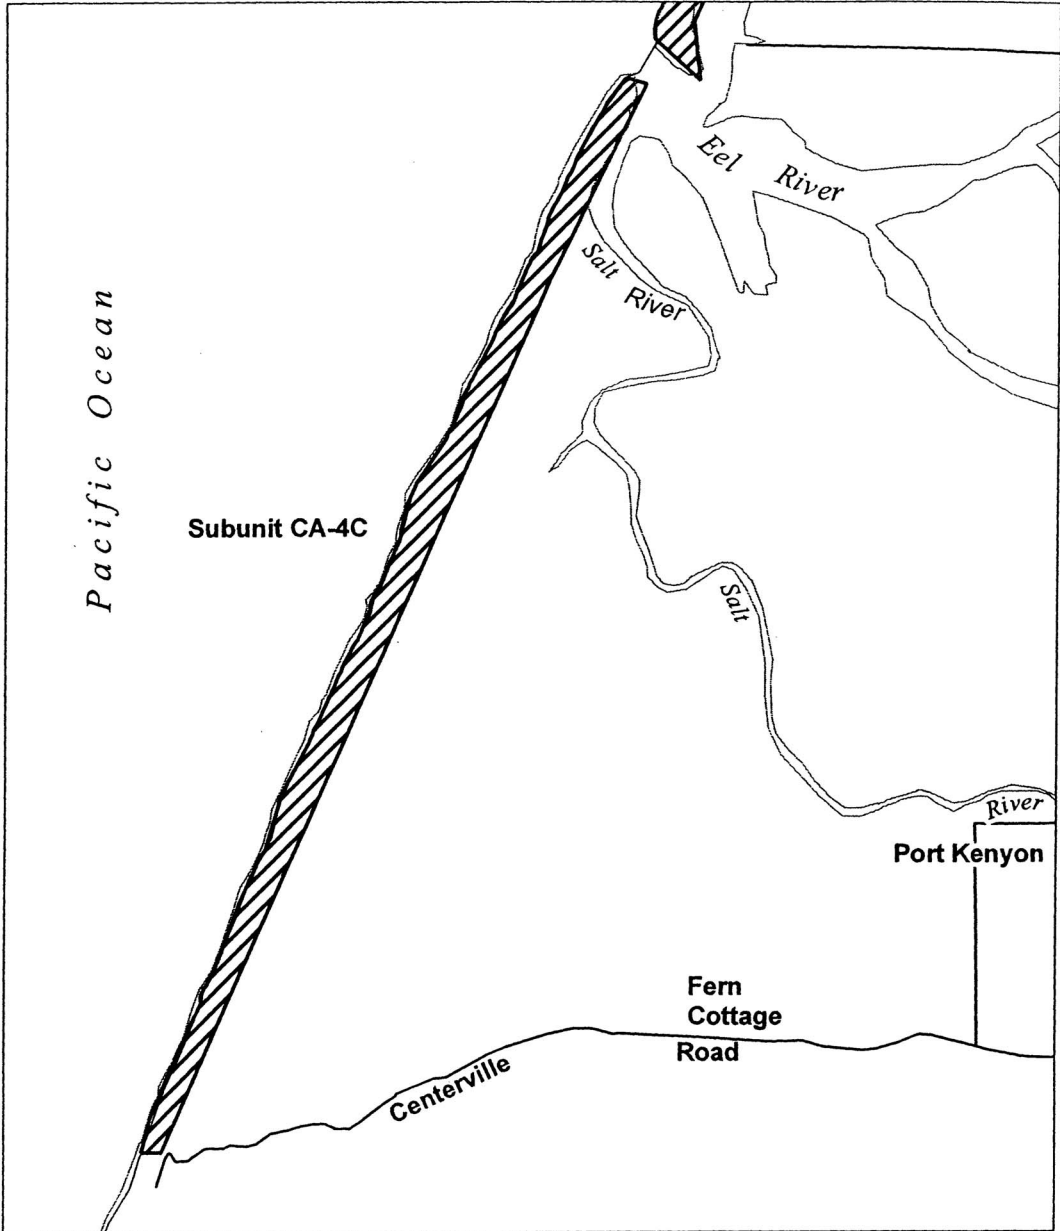 Eel River
Salt
River
Pacific Ocean
Subunit CA-4C
Salt
River
Port Kenyon
Fern
Cottage
Road
Centerville